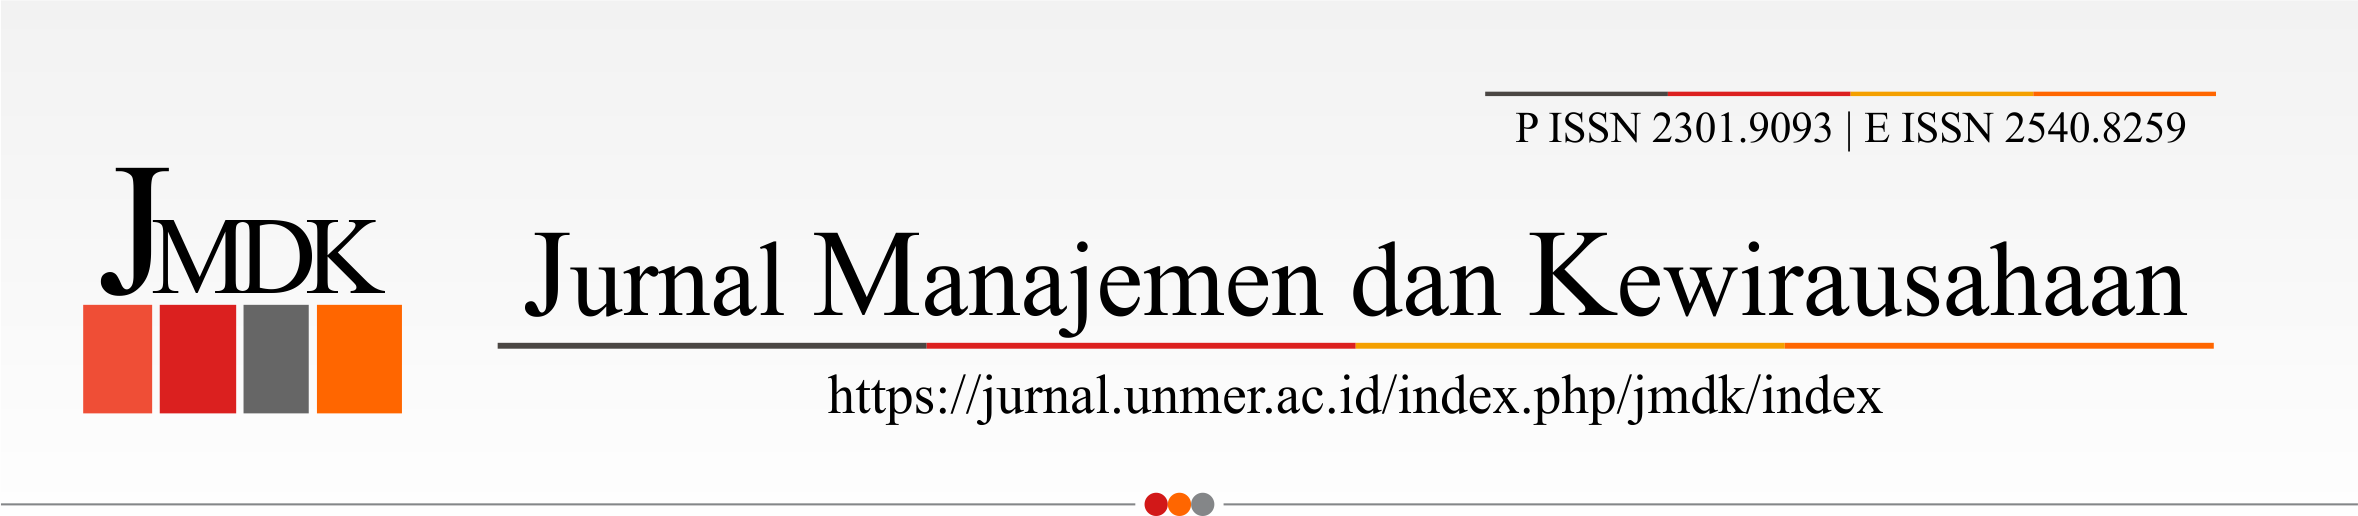 P ISSN 2301.9093 | E ISSN 2540.8259
JMDK
Jurnal Manajemen dan Kewirausahaan
https://jurnal.unmer.ac.id/index.php/jmdk/index